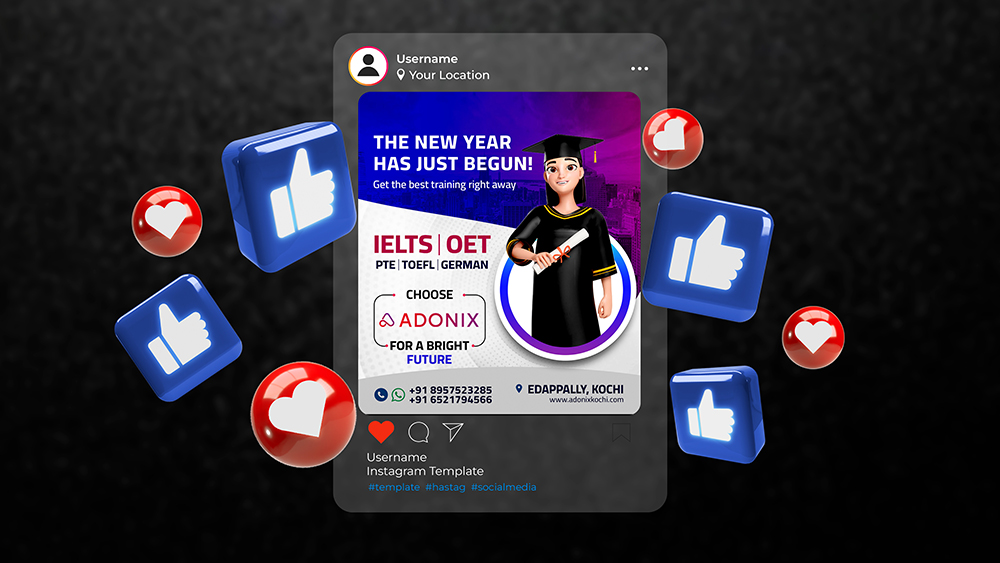 Username
Your Location
THE NEW YEAR
HAS JUST BEGUN!
Get the best training right away
IELTS | OET
PTE | TOEFL | GERMAN
CHOOSE
ADONIX
FOR A BRIGHT
FUTURE
+91 8957523285
+91 6521794566
EDAPPALLY, KOCHI
www.adonixkochi.com
Username
Instagram Template
#template #hastag #socialmedia